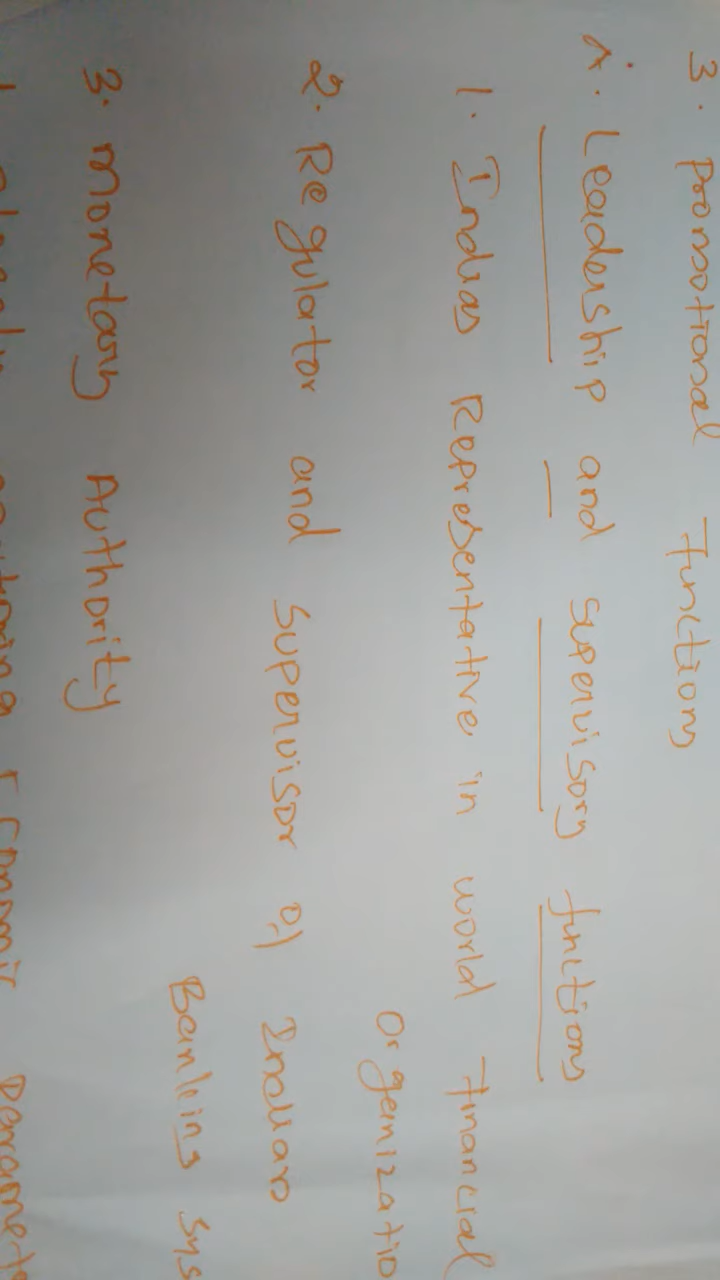 3. Promotional functions
A. Leadership and supervisory functions
1. Indias Representative in world Financial
Organizatio
2. Regulator and Supervisor of Indian
Banking Sys
3. Monetary Authority